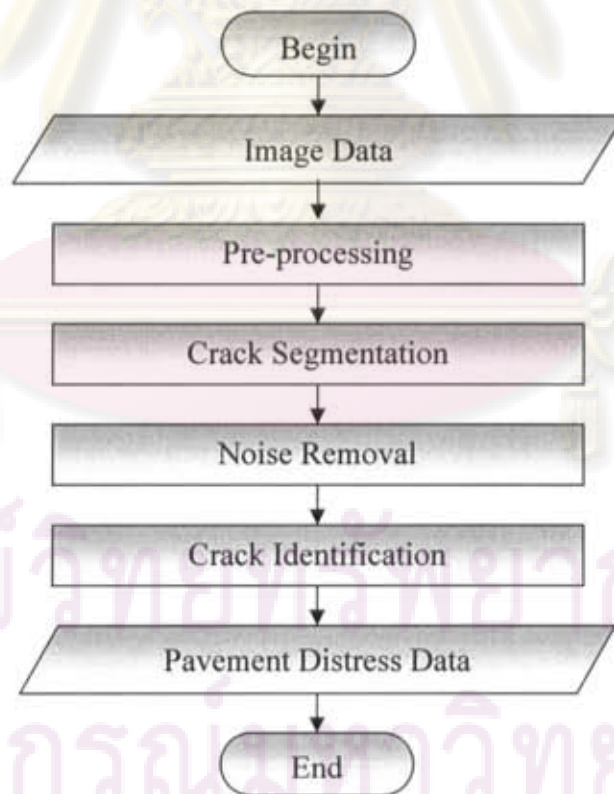 Begin
Image Data
Pre-processing
Crack Segmentation
Noise Removal
Crack Identification
Pavement Distress Data
End